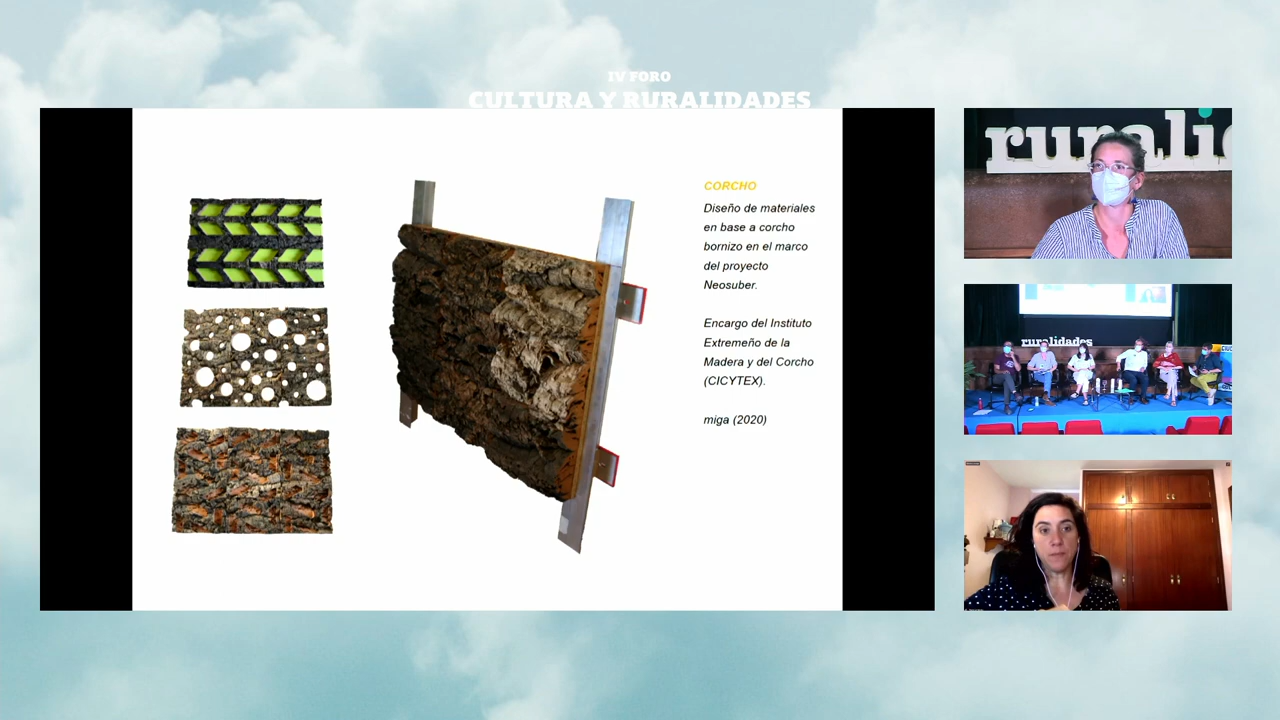 IV FORO
CULTURA Y RURALIDADES
CORCHO
Diseño de materiales
en base a corcho
bornizo en el marco
del proyecto
Neosuber.
Encargo del Instituto
Extremeño de la
Madera y del Corcho
(CICYTEX).
miga (2020)
ruralid
ruralidades